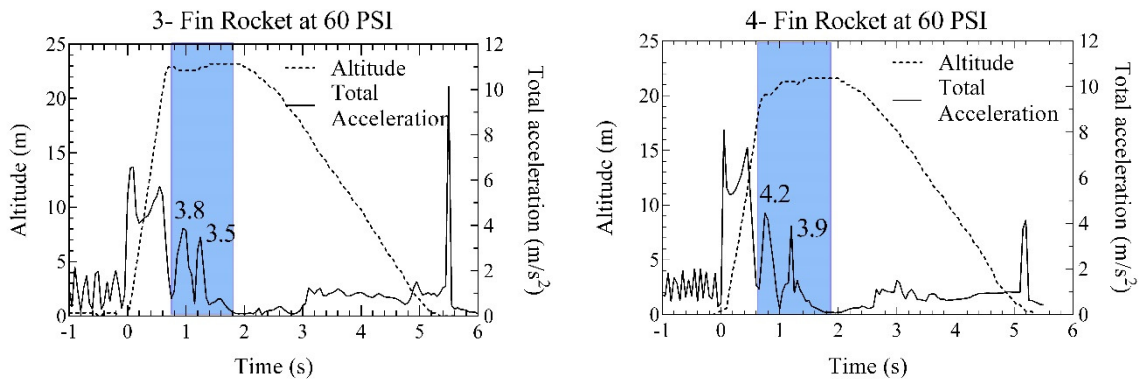 3- Fin Rocket at 60 PSI
25
20
15
10
5
0
Altitude (m)
12
10
8
6
4
2
0
Total acceleration (m/s²)
Altitude
Total
Acceleration
3.8
3.5
-1 0 1 2 3 4 5 6
Time (s)
4- Fin Rocket at 60 PSI
25
20
15
10
5
0
Altitudc (m)
12
10
8
6
4
2
0
Total acceleration (m/s²)
Altitude
Total
Acceleration
4.2
3.9
-1 0 1 2 3 4 5 6
Time (s)